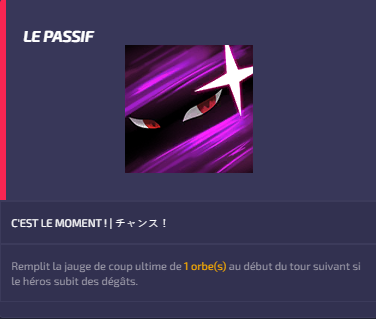 LE PASSIF
C'EST LE MOMENT ! | チャンス！
Remplit la jauge de coup ultime de 1 orbe(s) au début du tour suivant si
le héros subit des dégâts.